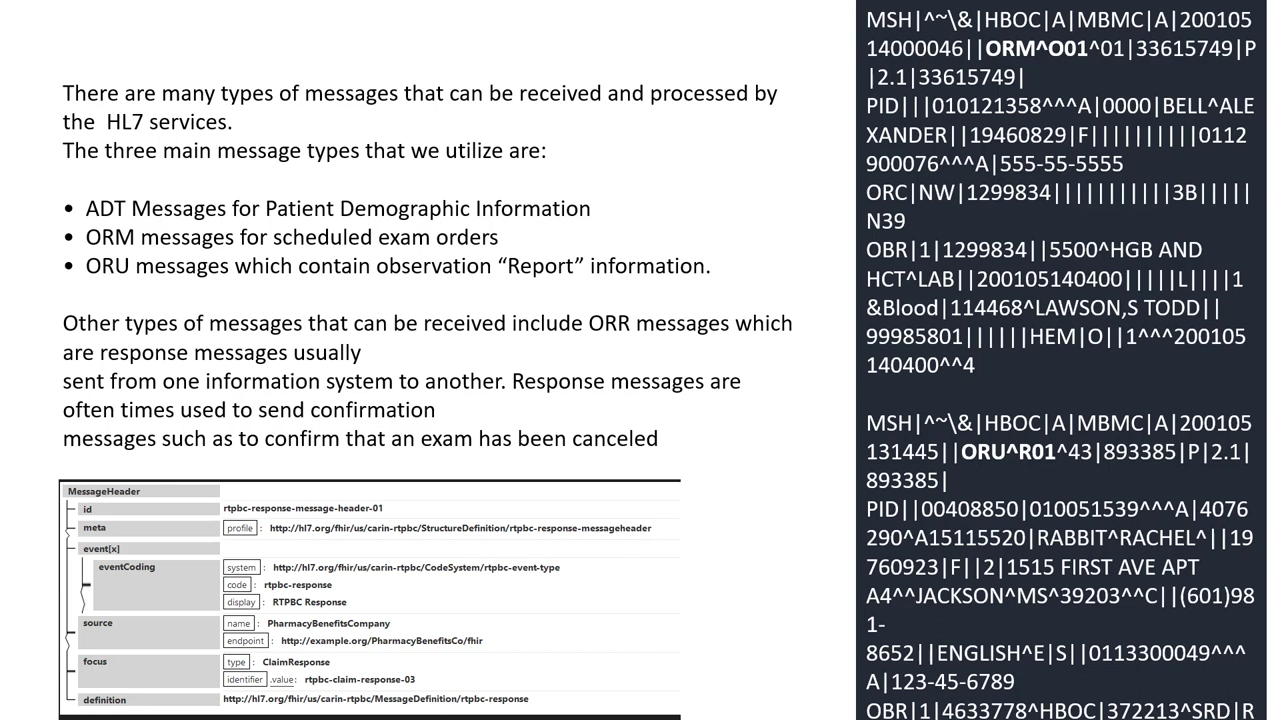 There are many types of messages that can be received and processed by
the  HL7 services.
The three main message types that we utilize are:
• ADT Messages for Patient Demographic Information
• ORM messages for scheduled exam orders
• ORU messages which contain observation “Report” information.
Other types of messages that can be received include ORR messages which
are response messages usually
sent from one information system to another. Response messages are
often times used to send confirmation
messages such as to confirm that an exam has been canceled
MessageHeader
id rtpbc-response-message-header-01
meta profile : http://hl7.org/fhir/us/carin-rtpbc/StructureDefinition/rtpbc-response-messageheader
event[x]
eventCoding system : http://hl7.org/fhir/us/carin-rtpbc/CodeSystem/rtpbc-event-type
code : rtpbc-response
display : RTPBC Response
source name : PharmacyBenefitsCompany
endpoint : http://example.org/PharmacyBenefitsCo/fhir
focus type : ClaimResponse
identifier .value : rtpbc-claim-response-03
definition http://hl7.org/fhir/us/carin-rtpbc/MessageDefinition/rtpbc-response
MSH|^~\&|HBOC|A|MBMC|A|200105
14000046||ORM^O01^01|33615749|P
|2.1|33615749|
PID|||010121358^^^A|0000|BELL^ALE
XANDER||19460829|F||||||||||0112
900076^^^A|555-55-5555
ORC|NW|1299834|||||||||||3B|||||
N39
OBR|1|1299834||5500^HGB AND
HCT^LAB||200105140400|||||L||||1
&Blood|114468^LAWSON,S TODD||
99985801||||||HEM|O||1^^^200105
140400^^4
MSH|^~\&|HBOC|A|MBMC|A|200105
131445||ORU^R01^43|893385|P|2.1|
893385|
PID||00408850|010051539^^^A|4076
290^A15115520|RABBIT^RACHEL^||19
760923|F||2|1515 FIRST AVE APT
A4^^JACKSON^MS^39203^^C||(601)98
1-
8652||ENGLISH^E|S||0113300049^^^
A|123-45-6789
OBR|1|4633778^HBOC|372213^SRD|R